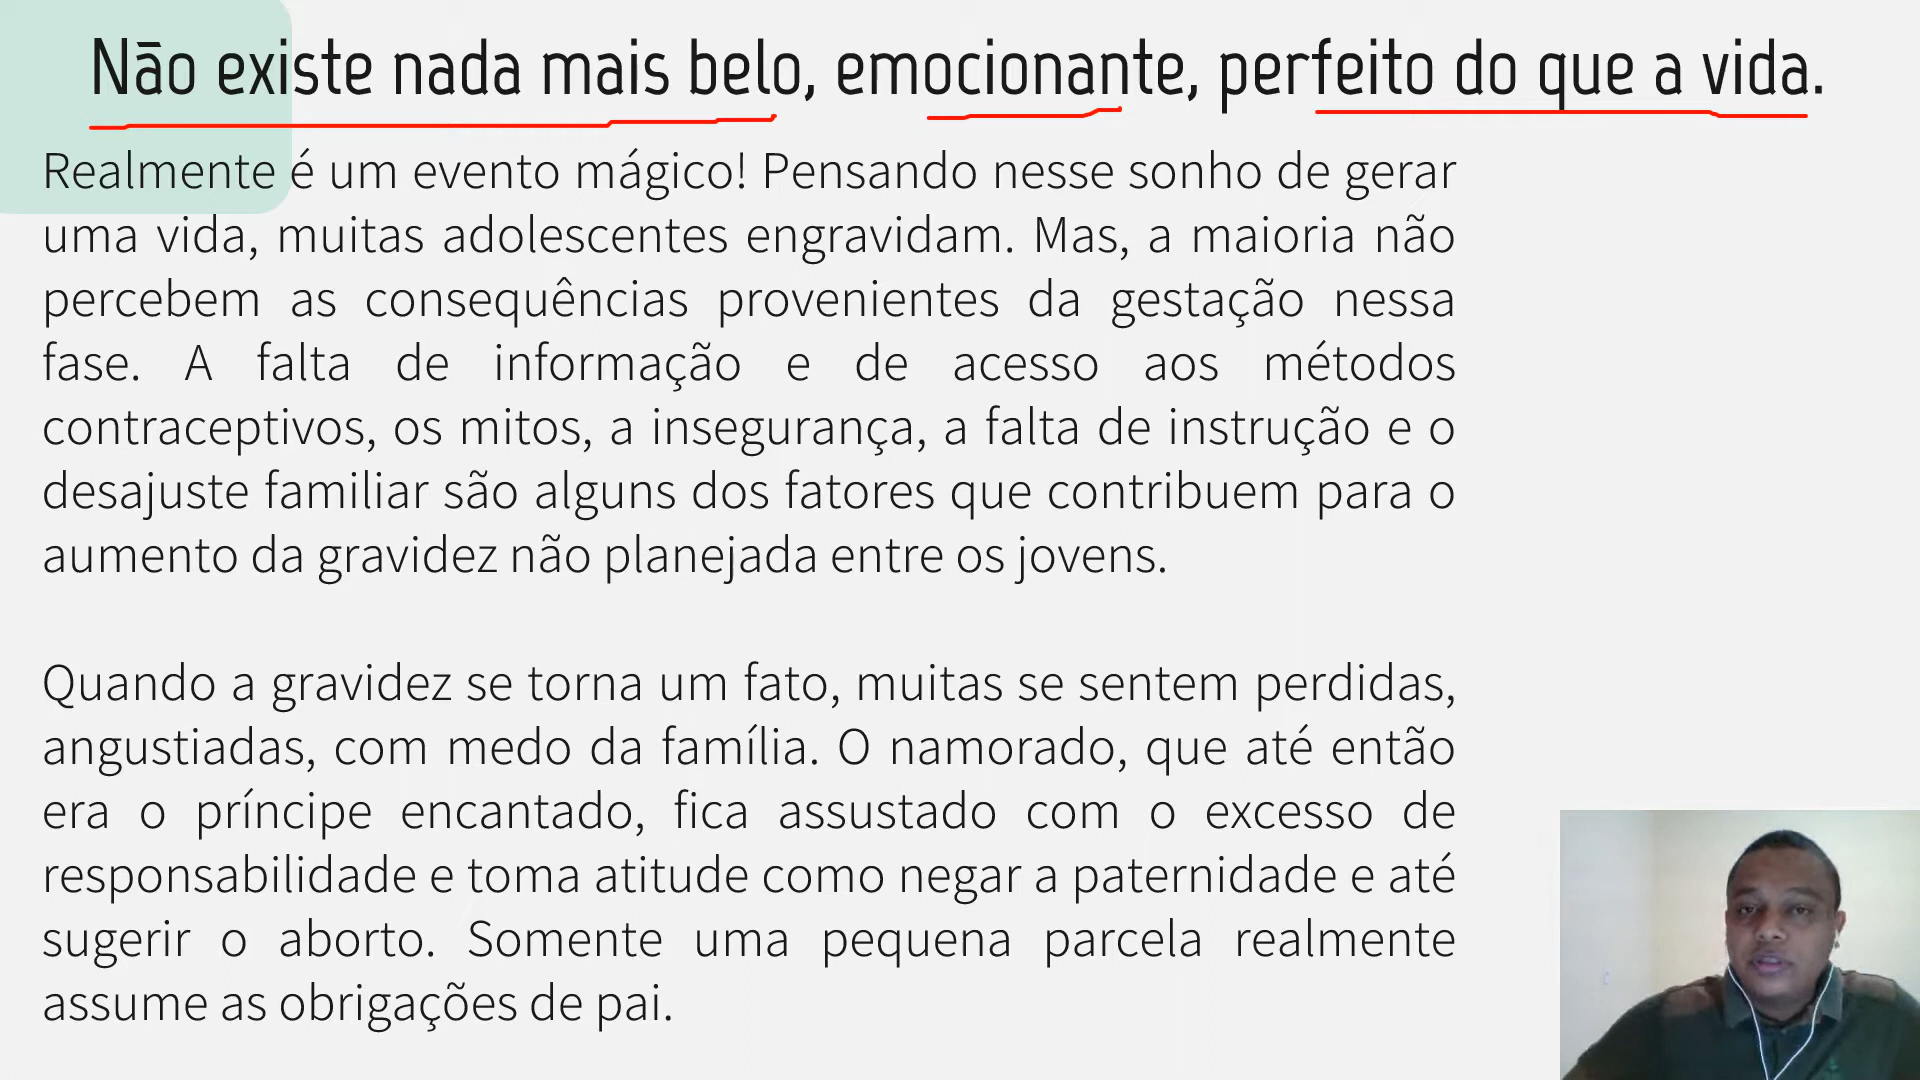 Não existe nada mais belo, emocionante, perfeito do que a vida.
Realmente é um evento mágico! Pensando nesse sonho de gerar
uma vida, muitas adolescentes engravidam. Mas, a maioria não
percebem as consequências provenientes da gestação nessa
fase. A falta de informação e de acesso aos métodos
contraceptivos, os mitos, a insegurança, a falta de instrução e o
desajuste familiar são alguns dos fatores que contribuem para o
aumento da gravidez não planejada entre os jovens.
Quando a gravidez se torna um fato, muitas se sentem perdidas,
angustiadas, com medo da família. O namorado, que até então
era o príncipe encantado, fica assustado com o excesso de
responsabilidade e toma atitude como negar a paternidade e até
sugerir o aborto. Somente uma pequena parcela realmente
assume as obrigações de pai.